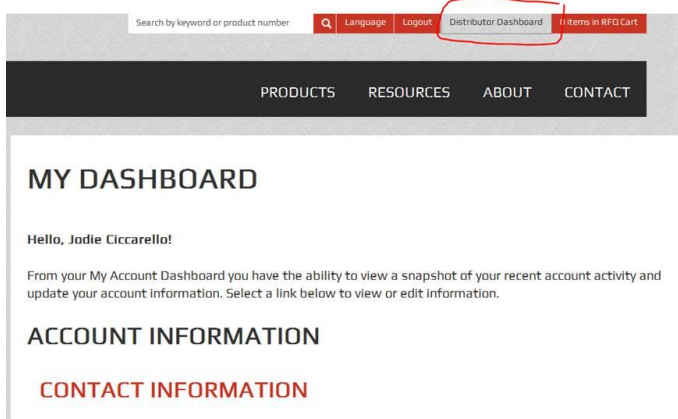 Search by keyword or product number Language Logout Distributor Dashboard Items in RFQ Cart
PRODUCTS RESOURCES ABOUT CONTACT
MY DASHBOARD
Hello, Jodie Ciccarello!
From your My Account Dashboard you have the ability to view a snapshot of your recent account activity and
update your account information. Select a link below to view or edit information.
ACCOUNT INFORMATION
CONTACT INFORMATION